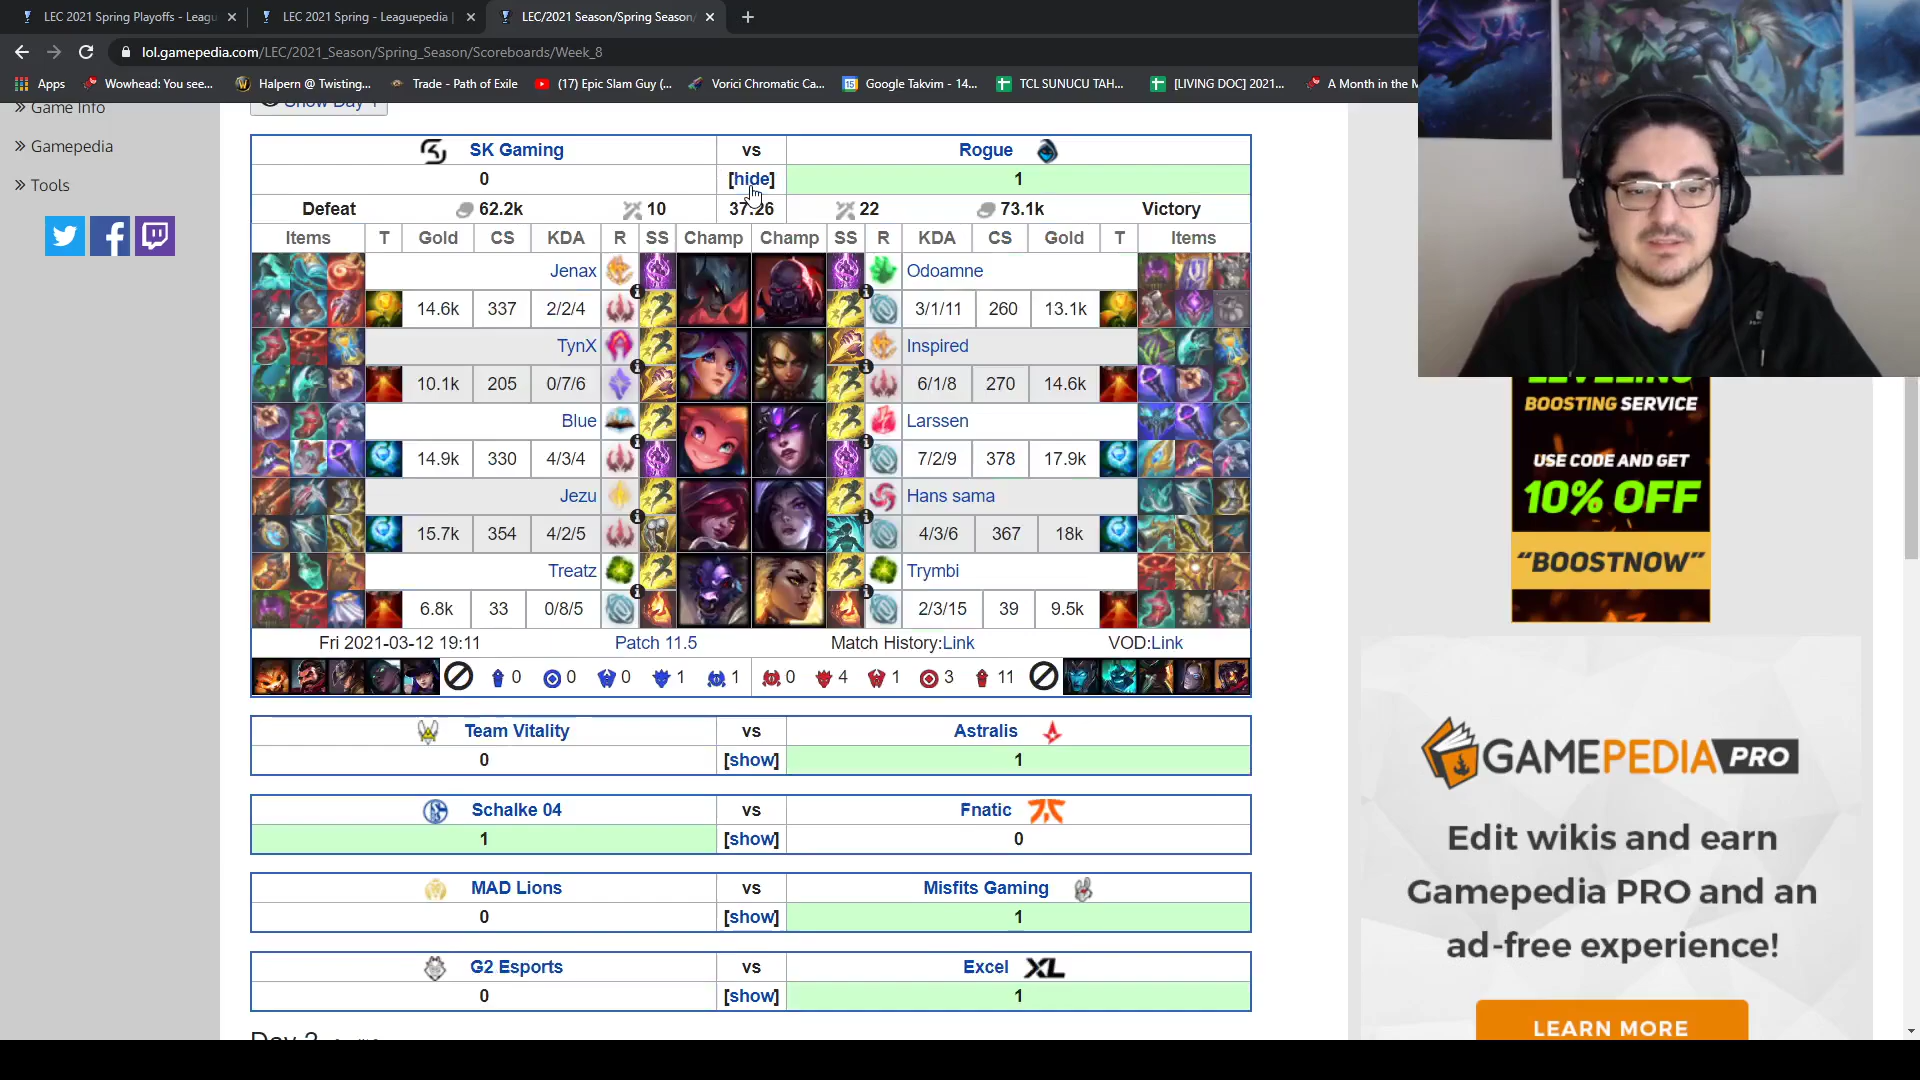 LEC 2021 Spring Playoffs - Leagu
LEC 2021 Spring - Leaguepedia |
LEC/2021 Season/Spring Season/
lol.gamepedia.com/LEC/2021_Season/Spring_Season/Scoreboards/Week_8
Apps
Wowhead: You see...
Halpern @ Twisting...
Trade - Path of Exile
(17) Epic Slam Guy (...
Vorici Chromatic Ca...
Google Takvim - 14...
TCL SUNUCU TAH...
[LIVING DOC] 2021...
A Month in the M
Game Info
Gamepedia
Tools
Show Day 1
SK Gaming vs Rogue
0 [hide] 1
Defeat 62.2k 10 37:26 22 73.1k Victory
Items T Gold CS KDA R SS Champ Champ SS R KDA CS Gold T Items
Jenax Odoamne
14.6k 337 2/2/4 3/1/11 260 13.1k
TynX Inspired
10.1k 205 0/7/6 6/1/8 270 14.6k
Blue Larssen
14.9k 330 4/3/4 7/2/9 378 17.9k
Jezu Hans sama
15.7k 354 4/2/5 4/3/6 367 18k
Treatz Trymbi
6.8k 33 0/8/5 2/3/15 39 9.5k
Fri 2021-03-12 19:11 Patch 11.5 Match History:Link VOD:Link
0 0 0 1 1 0 4 1 3 11
Team Vitality vs Astralis
0 [show] 1
Schalke 04 vs Fnatic
1 [show] 0
MAD Lions vs Misfits Gaming
0 [show] 1
G2 Esports vs Excel XL
0 [show] 1
LEVELING
BOOSTING SERVICE
USE CODE AND GET
10% OFF
“BOOSTNOW”
GAMEPEDIA PRO
Edit wikis and earn
Gamepedia PRO and an
ad-free experience!
LEARN MORE